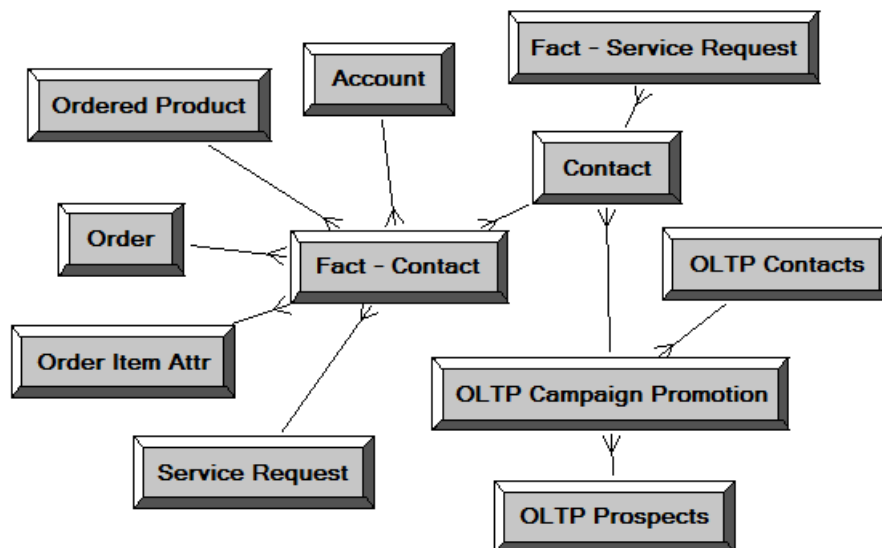 Fact - Service Request
Account
Ordered Product
Contact
Order
Fact - Contact
OLTP Contacts
Order Item Attr
OLTP Campaign Promotion
Service Request
OLTP Prospects